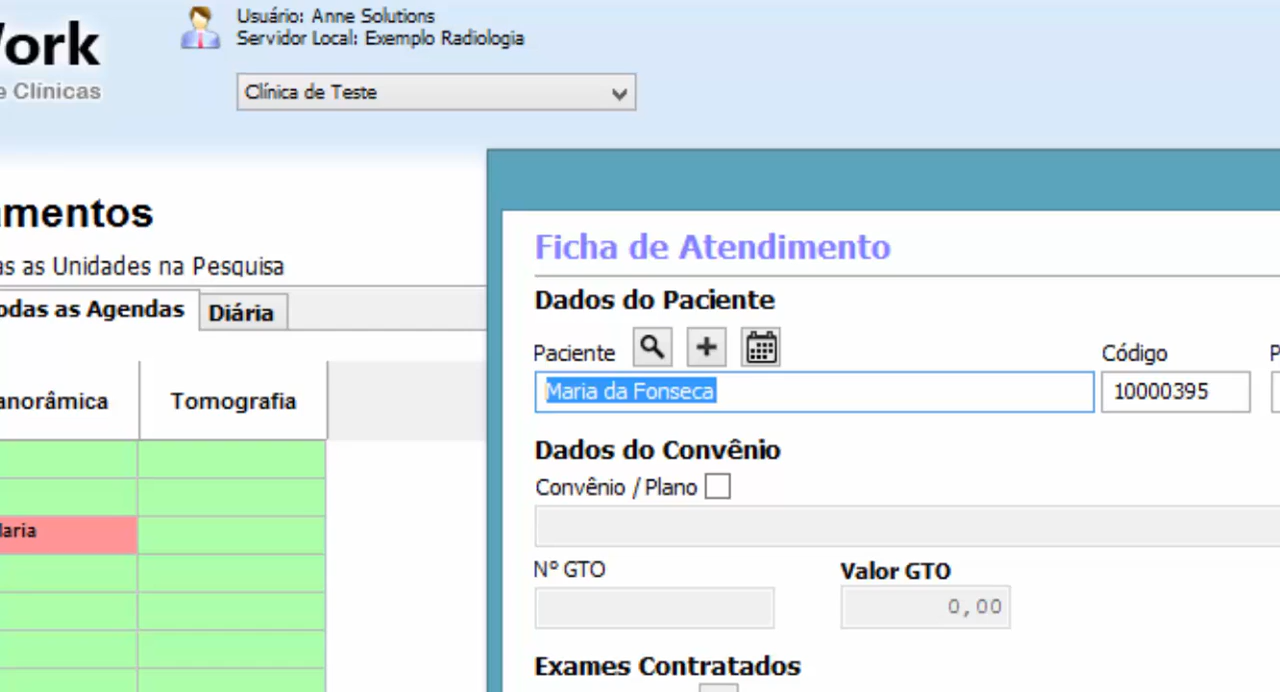 Work
e Clínicas
Usuário: Anne Solutions
Servidor Local: Exemplo Radiologia
Clínica de Teste
amentos
as as Unidades na Pesquisa
odas as Agendas
Diária
anorâmica
Tomografia
Maria
Ficha de Atendimento
Dados do Paciente
Paciente
Código
P
Maria da Fonseca
10000395
Dados do Convênio
Convênio / Plano
Nº GTO
Valor GTO
0,00
Exames Contratados